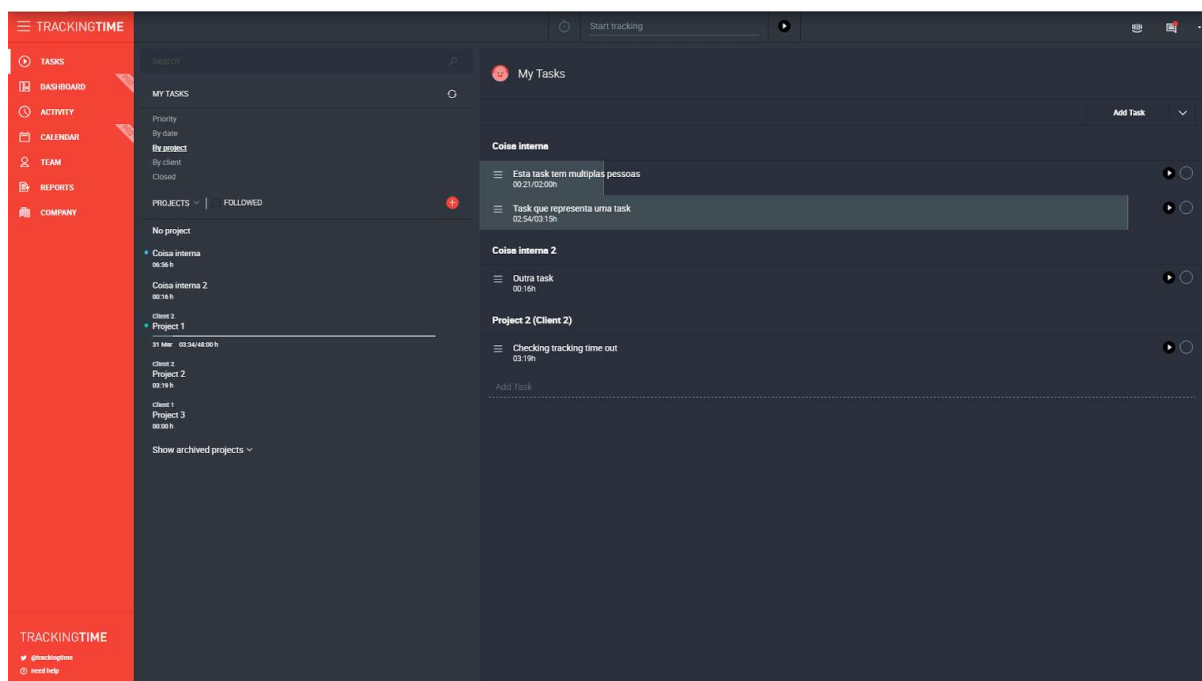 TRACKINGTIME
Start tracking
TASKS
DASHBOARD
ACTIVITY
CALENDAR
TEAM
REPORTS
COMPANY
TRACKINGTIME
@trackingtime
need help
Search
MY TASKS
Priority
By date
By project
By client
Closed
PROJECTS
FOLLOWED
No project
Coisa interna
06:56 h
Coisa interna 2
00:16 h
Client 2
Project 1
31 Mar 03:34/48:00 h
Client 2
Project 2
03:19 h
Client 1
Project 3
00:00 h
Show archived projects
My Tasks
Add Task
Coisa interna
Esta task tem multiplas pessoas
00:21/02:00h
Task que representa uma task
02:54/03:15h
Coisa interna 2
Outra task
00:16h
Project 2 (Client 2)
Checking tracking time out
03:19h
Add Task